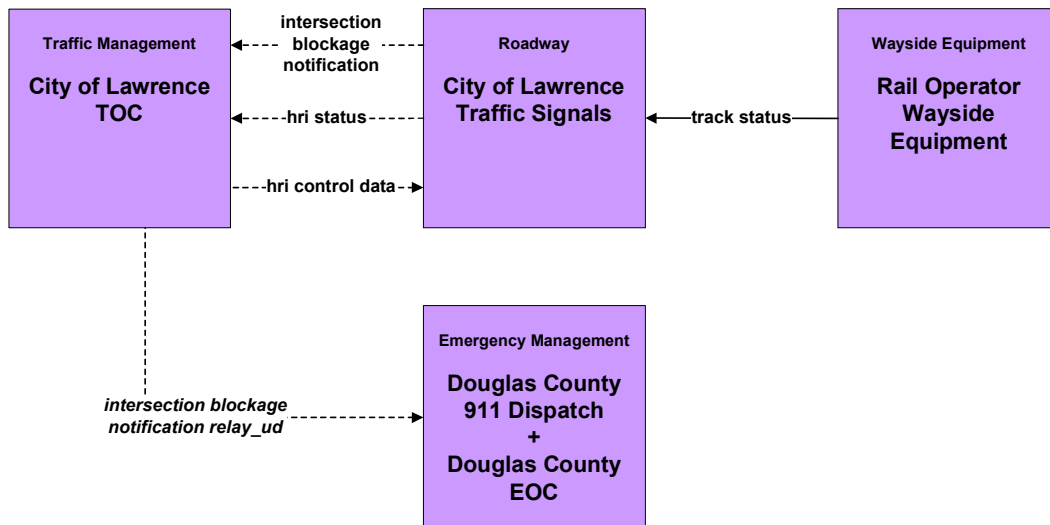 Traffic Management
City of Lawrence
TOC
intersection
blockage
notification
hri status
hri control data
Roadway
City of Lawrence
Traffic Signals
track status
Wayside Equipment
Rail Operator
Wayside
Equipment
intersection blockage
notification relay_ud
Emergency Management
Douglas County
911 Dispatch
+
Douglas County
EOC